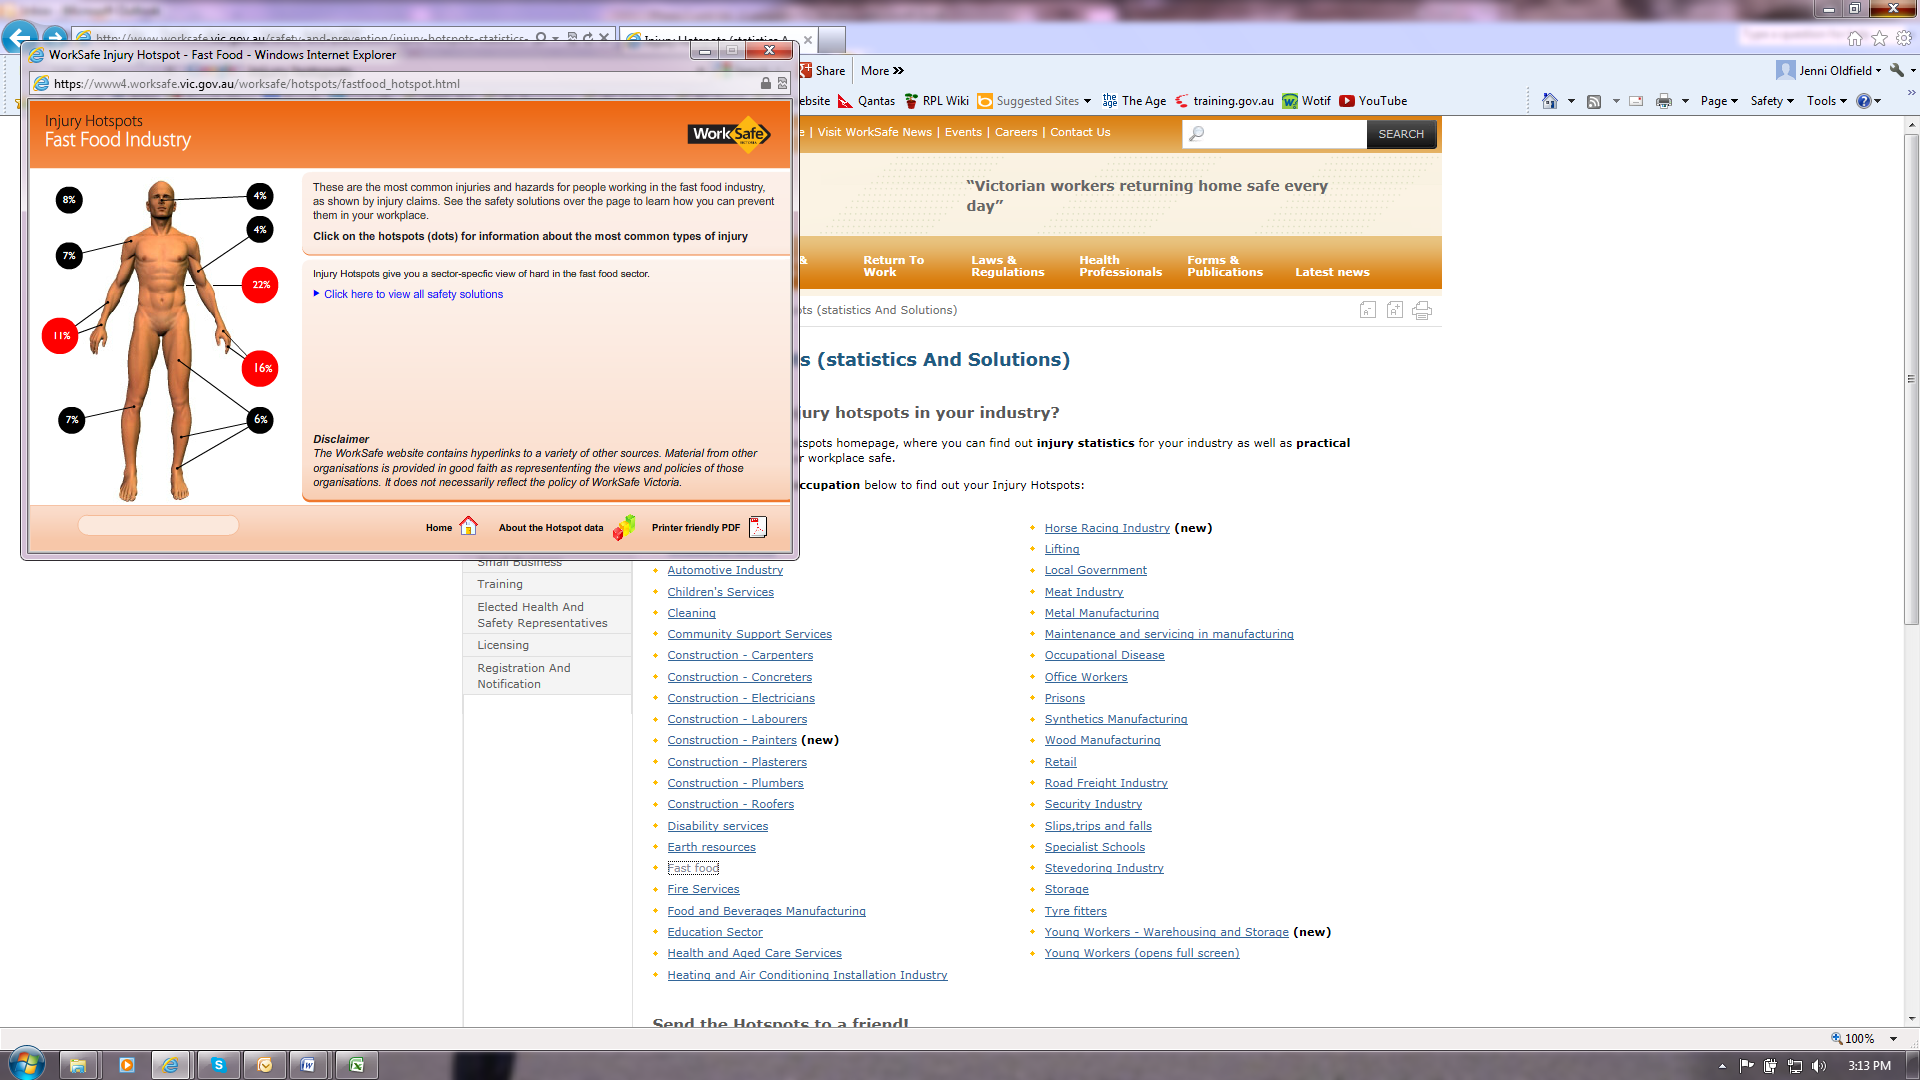 WorkSafe Injury Hotspot - Fast Food - Windows Internet Explorer
https://www4.worksafe.vic.gov.au/worksafe/hotspots/fastfood_hotspot.html
Injury Hotspots
Fast Food Industry
WorkSafe
VICTORIA
8%
4%
4%
7%
22%
11%
16%
7%
6%
These are the most common injuries and hazards for people working in the fast food industry,
as shown by injury claims. See the safety solutions over the page to learn how you can prevent
them in your workplace.
Click on the hotspots (dots) for information about the most common types of injury
Injury Hotspots give you a sector-specfic view of hard in the fast food sector.
Click here to view all safety solutions
Disclaimer
The WorkSafe website contains hyperlinks to a variety of other sources. Material from other
organisations is provided in good faith as represententing the views and policies of those
organisations. It does not necessarily reflect the policy of WorkSafe Victoria.
Home
About the Hotspot data
Printer friendly PDF
Share
More
Jenni Oldfield
ebsite
Qantas
RPL Wiki
Suggested Sites
the age
The Age
training.gov.au
Wotif
YouTube
Page
Safety
Tools
e | Visit WorkSafe News | Events | Careers | Contact Us
SEARCH
“Victorian workers returning home safe every
day”
&
Return To
Work
Laws &
Regulations
Health
Professionals
Forms &
Publications
Latest news
ots (statistics And Solutions)
A-
A+
s (statistics And Solutions)
jury hotspots in your industry?
tspots homepage, where you can find out injury statistics for your industry as well as practical
r workplace safe.
ccupation below to find out your Injury Hotspots:
Small Business
Training
Elected Health And
Safety Representatives
Licensing
Registration And
Notification
Automotive Industry
Children's Services
Cleaning
Community Support Services
Construction - Carpenters
Construction - Concreters
Construction - Electricians
Construction - Labourers
Construction - Painters (new)
Construction - Plasterers
Construction - Plumbers
Construction - Roofers
Disability services
Earth resources
Fast food
Fire Services
Food and Beverages Manufacturing
Education Sector
Health and Aged Care Services
Heating and Air Conditioning Installation Industry
Horse Racing Industry (new)
Lifting
Local Government
Meat Industry
Metal Manufacturing
Maintenance and servicing in manufacturing
Occupational Disease
Office Workers
Prisons
Synthetics Manufacturing
Wood Manufacturing
Retail
Road Freight Industry
Security Industry
Slips,trips and falls
Specialist Schools
Stevedoring Industry
Storage
Tyre fitters
Young Workers - Warehousing and Storage (new)
Young Workers (opens full screen)
Send the Hotspots to a friend!
100%
3:13 PM